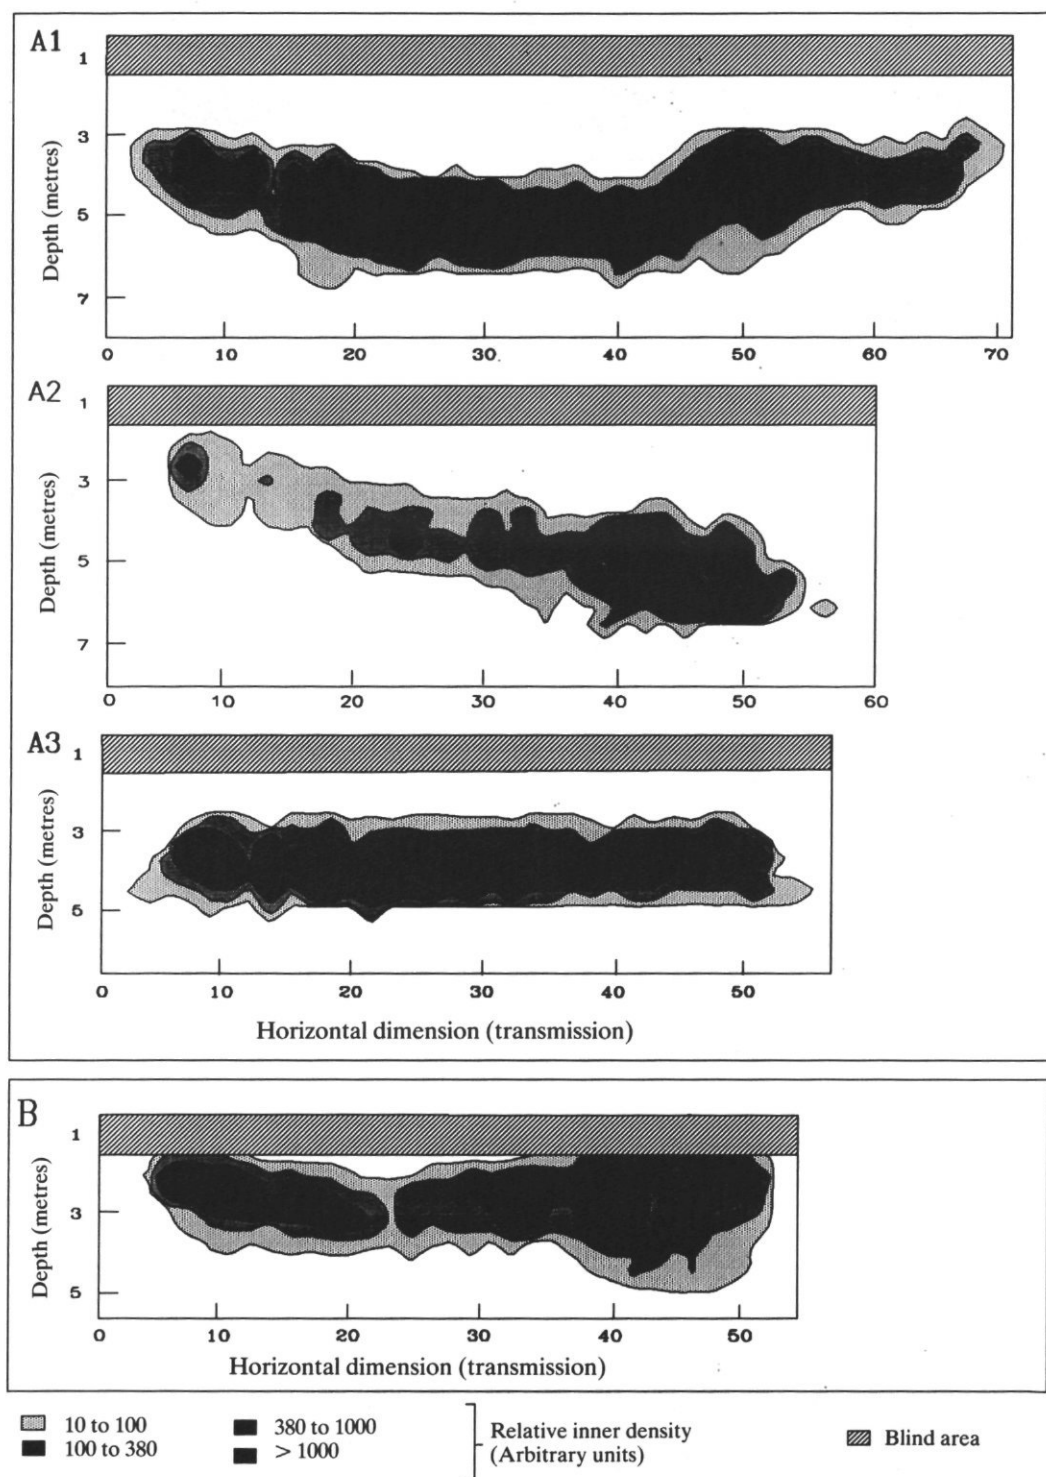 A1
1
3
5
7
Depth (metres)
0 10 20 30 40 50 60 70
A2
1
3
5
7
Depth (metres)
0 10 20 30 40 50 60
A3
1
3
5
Depth (metres)
0 10 20 30 40 50
Horizontal dimension (transmission)
B
1
3
5
Depth (metres)
0 10 20 30 40 50
Horizontal dimension (transmission)
10 to 100
100 to 380
380 to 1000
> 1000
Relative inner density
(Arbitrary units)
Blind area